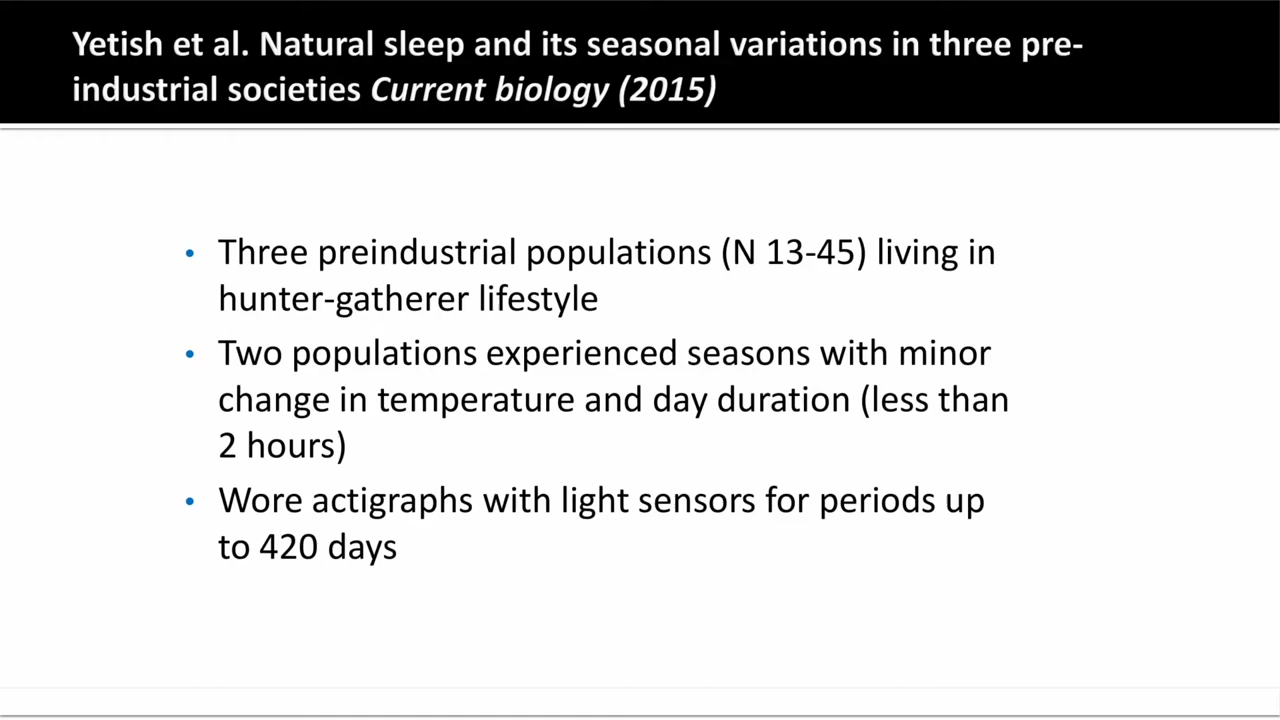 Yetish et al. Natural sleep and its seasonal variations in three pre-
industrial societies Current biology (2015)
• Three preindustrial populations (N 13-45) living in
hunter-gatherer lifestyle
• Two populations experienced seasons with minor
change in temperature and day duration (less than
2 hours)
• Wore actigraphs with light sensors for periods up
to 420 days